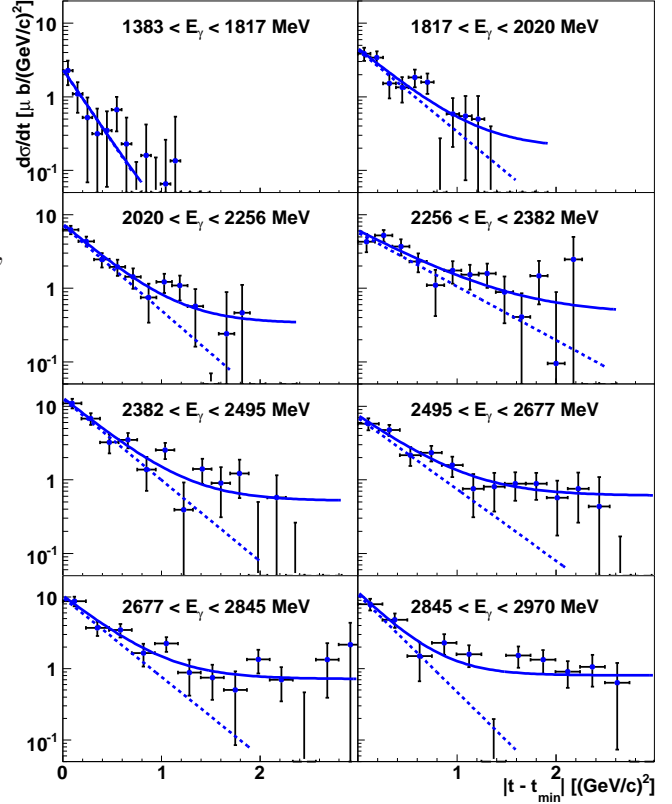 dσ/dt [μ b/(GeV/c)²]
1383 < E_γ < 1817 MeV
1817 < E_γ < 2020 MeV
10
1
10⁻¹
2020 < E_γ < 2256 MeV
2256 < E_γ < 2382 MeV
10
1
10⁻¹
2382 < E_γ < 2495 MeV
2495 < E_γ < 2677 MeV
10
1
10⁻¹
2677 < E_γ < 2845 MeV
2845 < E_γ < 2970 MeV
10
1
10⁻¹
0 1 2 1 2
|t - t_min| [(GeV/c)²]